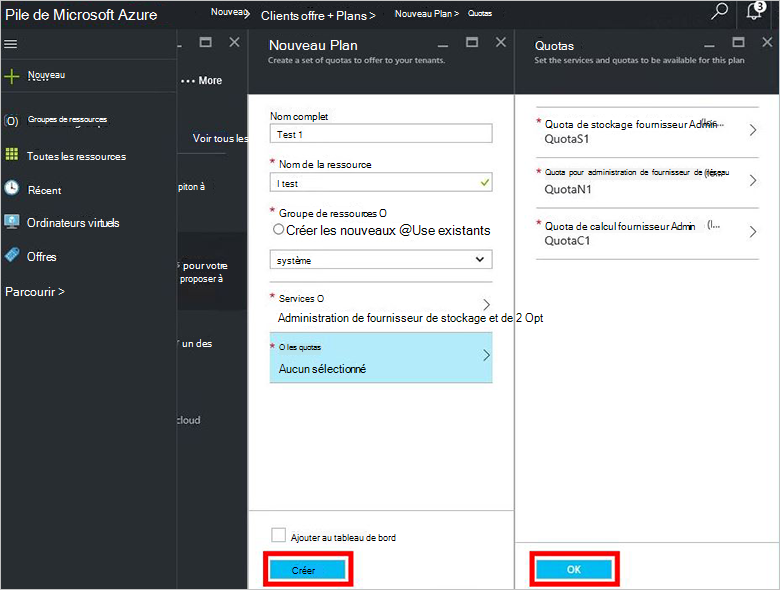 Pile de Microsoft Azure
Nouveau
Clients offre + Plans >
Nouveau Plan >
Quotas
3
Nouveau
Groupes de ressources
Toutes les ressources
Récent
Ordinateurs virtuels
Offres
Parcourir >
••• More
Voir tous les
piton à
pour votre
proposer à
un des
cloud
Nouveau Plan
Create a set of quotas to offer to your tenants.
Nom complet
Test 1
* Nom de la ressource
I test
* Groupe de ressources O
Créer les nouveaux @Use existants
système
* Services O
Administration de fournisseur de stockage et de 2 Opt
* O les quotas
Aucun sélectionné
Ajouter au tableau de bord
Créer
Quotas
Set the services and quotas to be available for this plan
* Quota de stockage fournisseur Admin
QuotaS1
* Quota pour administration de fournisseur de réseau
QuotaN1
* Quota de calcul fournisseur Admin (l...
QuotaC1
OK